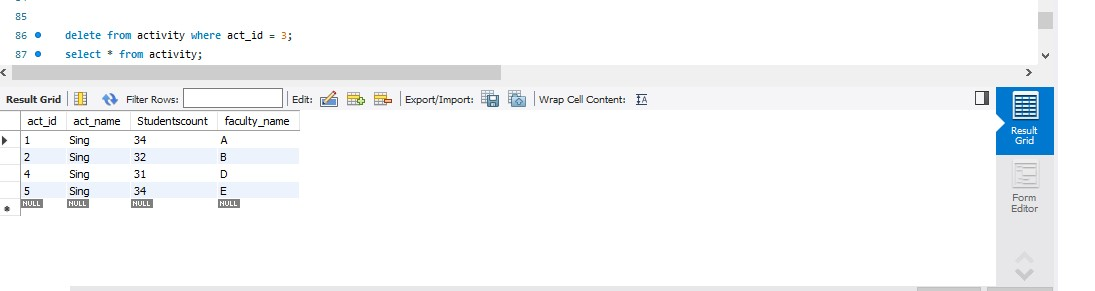 85
86 delete from activity where act_id = 3;
87 select * from activity;
Result Grid Filter Rows: Edit: Export/Import: Wrap Cell Content: IA
act_id act_name Studentscount faculty_name
1 Sing 34 A
2 Sing 32 B
4 Sing 31 D
5 Sing 34 E
NULL NULL NULL NULL
Result
Grid
Form
Editor